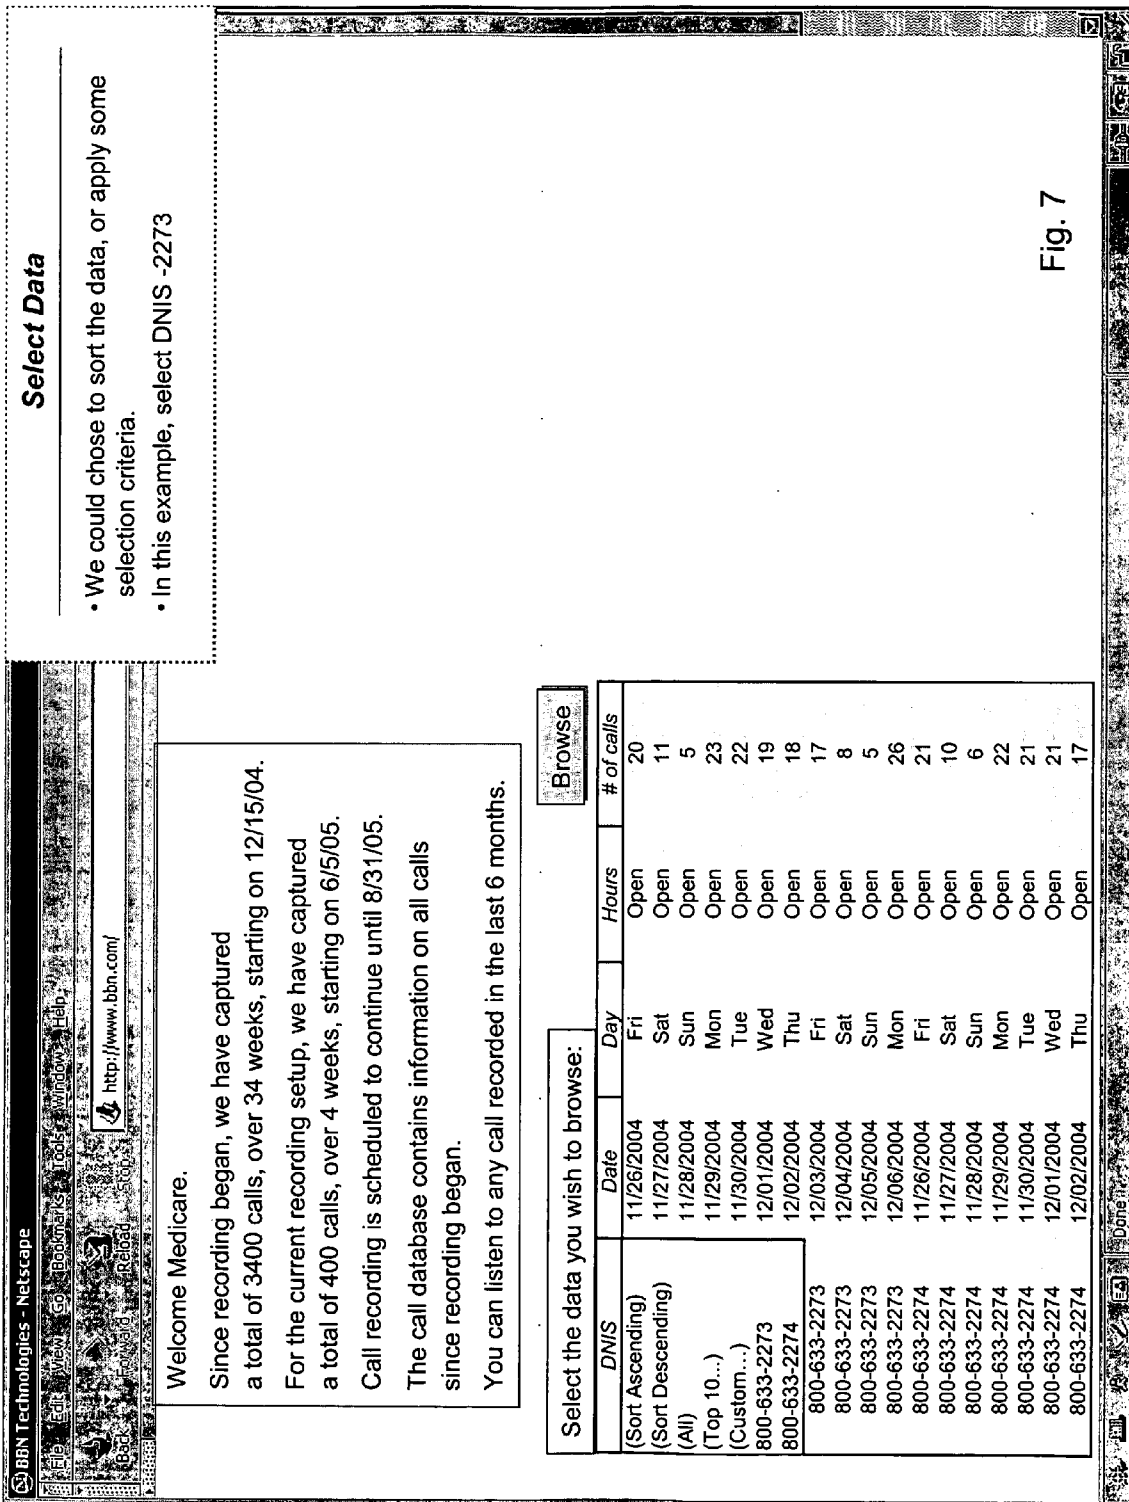 Select Data
• We could chose to sort the data, or apply some
selection criteria.
• In this example, select DNIS -2273
BBN Technologies - Netscape
File Edit View Go Bookmarks Tools Window Help
Back Forward Reload Stop
http://www.bbn.com/
Welcome Medicare.
Since recording began, we have captured
a total of 3400 calls, over 34 weeks, starting on 12/15/04.
For the current recording setup, we have captured
a total of 400 calls, over 4 weeks, starting on 6/5/05.
Call recording is scheduled to continue until 8/31/05.
The call database contains information on all calls
since recording began.
You can listen to any call recorded in the last 6 months.
Select the data you wish to browse:
Browse
DNIS Date Day Hours # of calls
(Sort Ascending) 11/26/2004 Fri Open 20
(Sort Descending) 11/27/2004 Sat Open 11
(All) 11/28/2004 Sun Open 5
(Top 10...) 11/29/2004 Mon Open 23
(Custom...) 11/30/2004 Tue Open 22
800-633-2273 12/01/2004 Wed Open 19
800-633-2274 12/02/2004 Thu Open 18
800-633-2273 12/03/2004 Fri Open 17
800-633-2273 12/04/2004 Sat Open 8
800-633-2273 12/05/2004 Sun Open 5
800-633-2273 12/06/2004 Mon Open 26
800-633-2274 11/26/2004 Fri Open 21
800-633-2274 11/27/2004 Sat Open 10
800-633-2274 11/28/2004 Sun Open 6
800-633-2274 11/29/2004 Mon Open 22
800-633-2274 11/30/2004 Tue Open 21
800-633-2274 12/01/2004 Wed Open 21
800-633-2274 12/02/2004 Thu Open 17
Done
Fig. 7